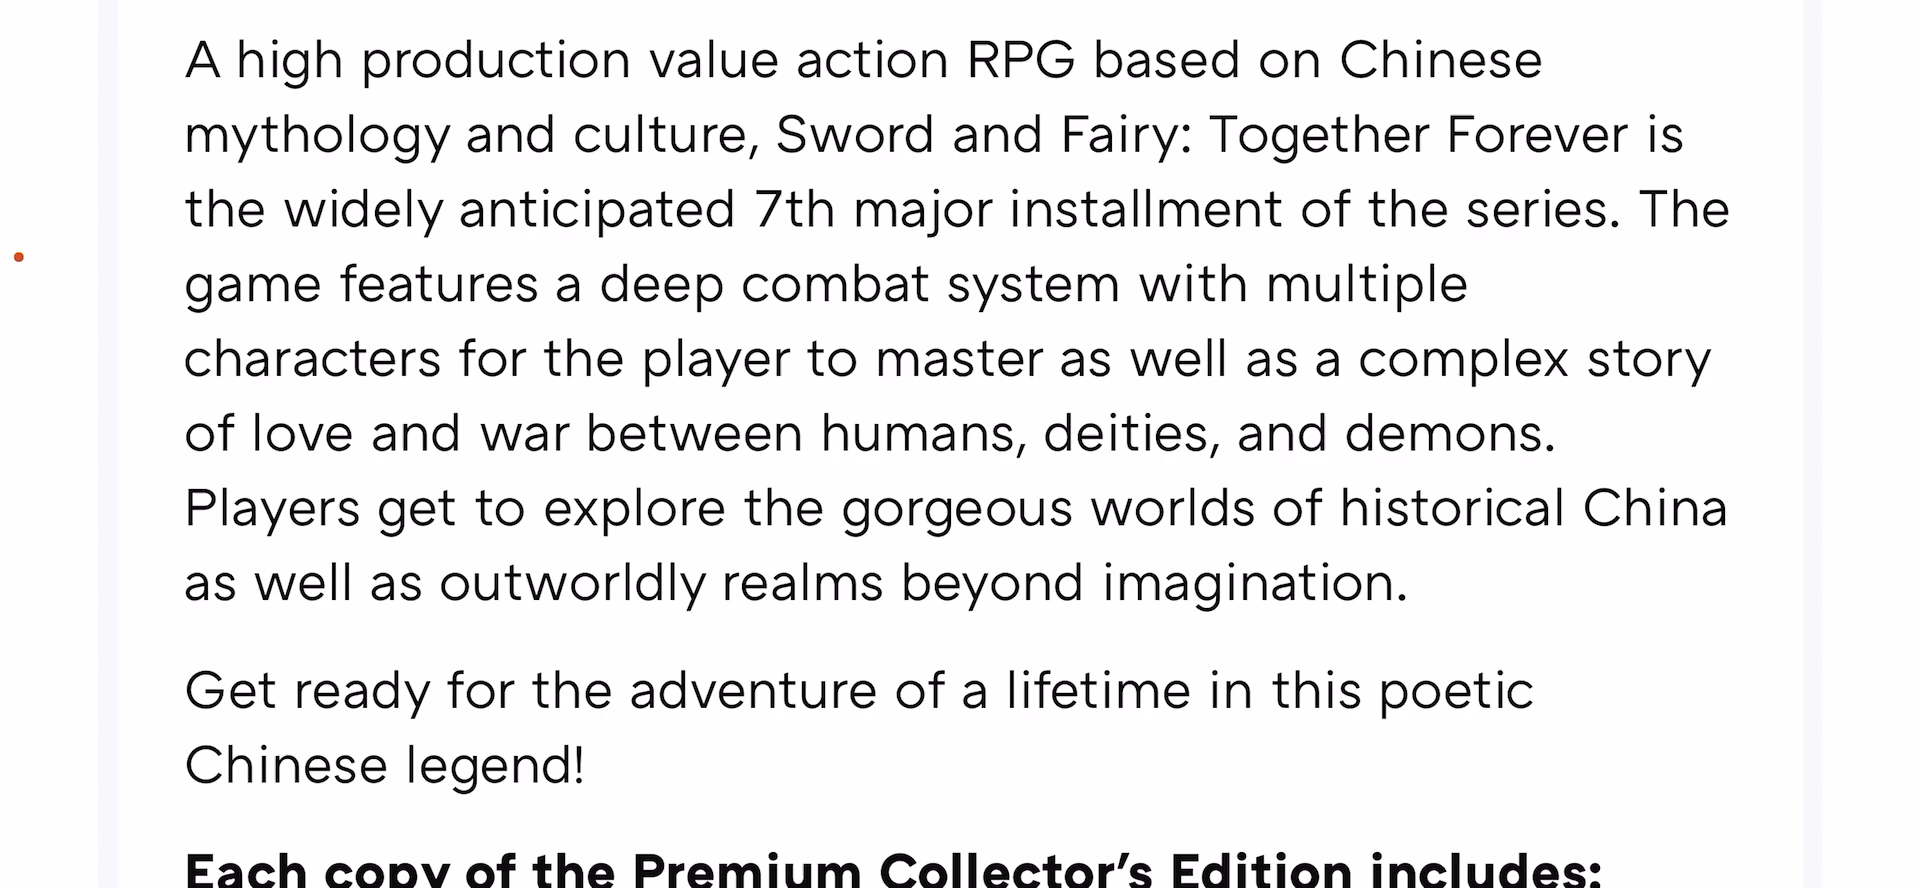 A high production value action RPG based on Chinese
mythology and culture, Sword and Fairy: Together Forever is
the widely anticipated 7th major installment of the series. The
game features a deep combat system with multiple
characters for the player to master as well as a complex story
of love and war between humans, deities, and demons.
Players get to explore the gorgeous worlds of historical China
as well as outworldly realms beyond imagination.
Get ready for the adventure of a lifetime in this poetic
Chinese legend!
Each copy of the Premium Collector’s Edition includes: